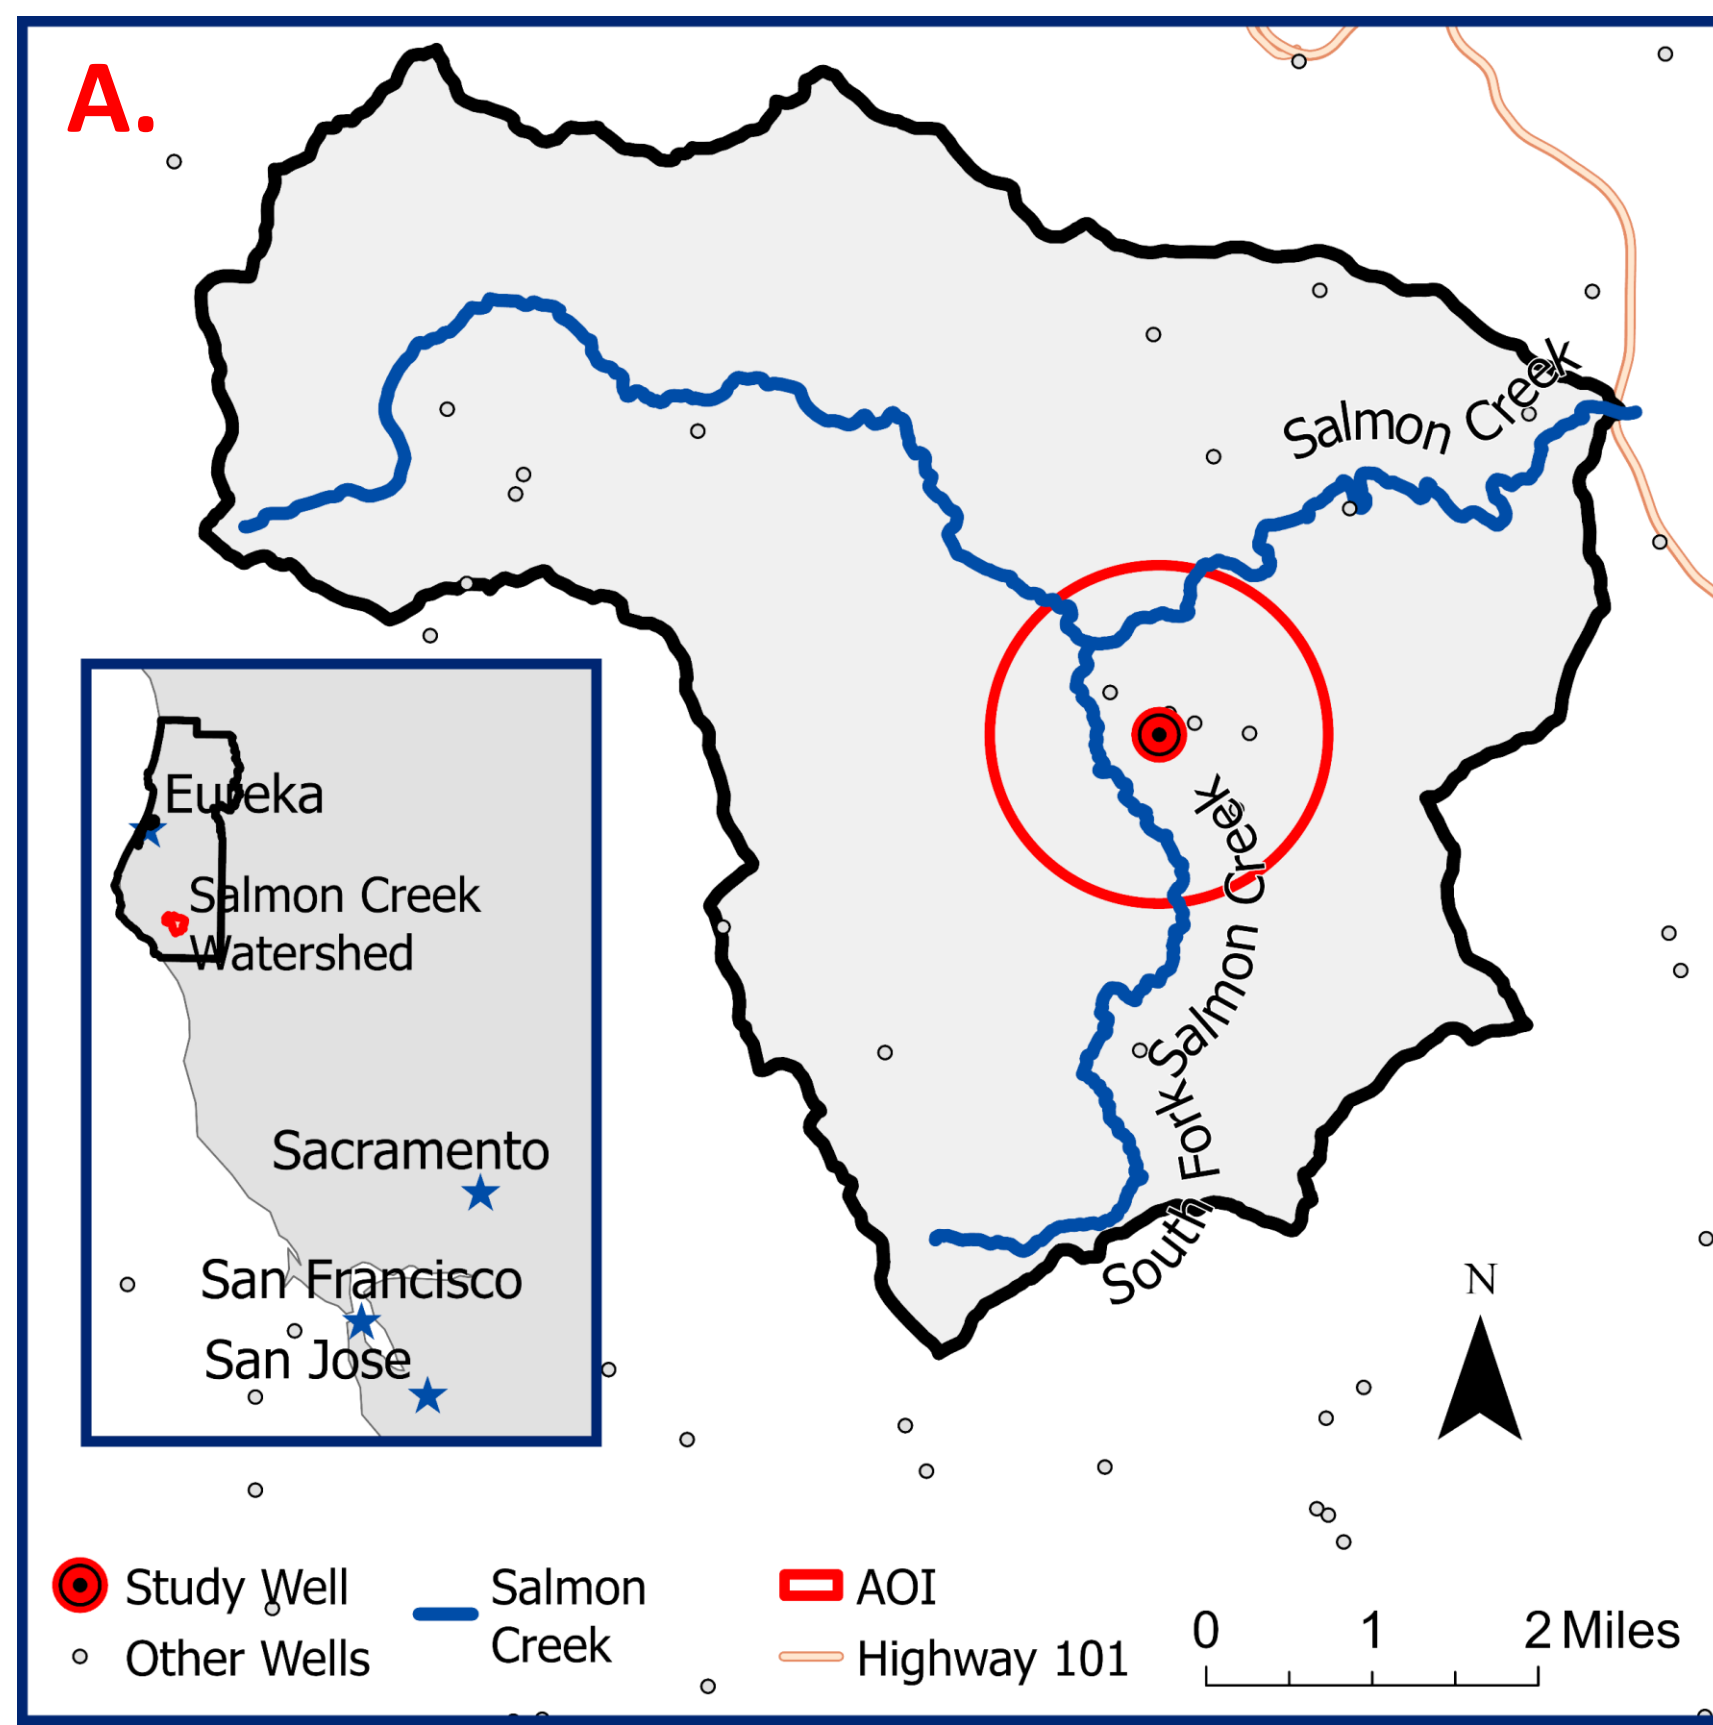 A.
Salmon Creek
South Fork Salmon Creek
Eureka
Salmon Creek
Watershed
Sacramento
San Francisco
San Jose
N
Study Well
Other Wells
Salmon
Creek
AOI
Highway 101
0 1 2 Miles